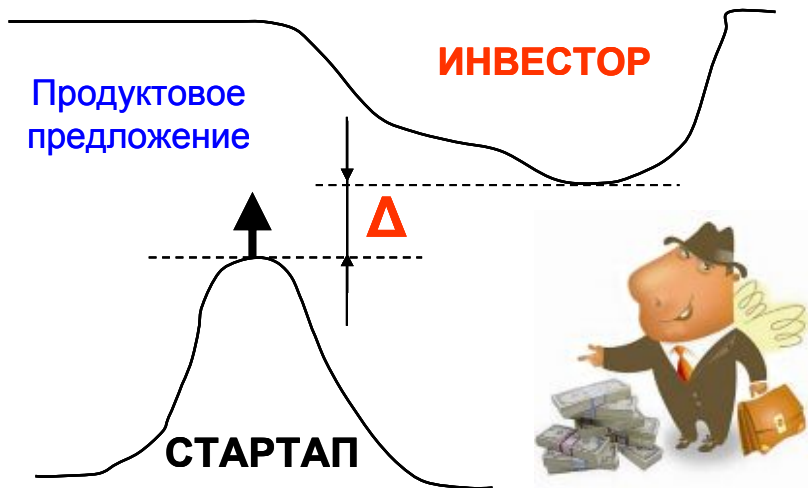 ИНВЕСТОР
Продуктовое
предложение
Δ
СТАРТАП